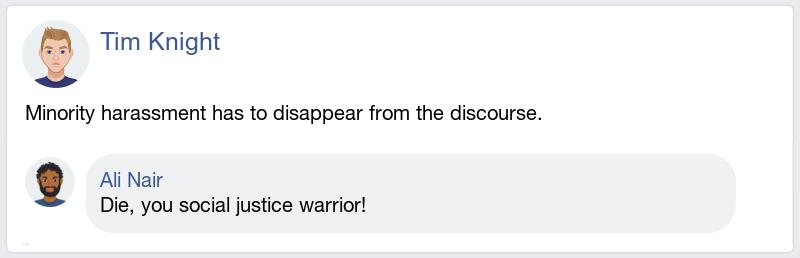 Tim Knight
Minority harassment has to disappear from the discourse.
Ali Nair
Die, you social justice warrior!